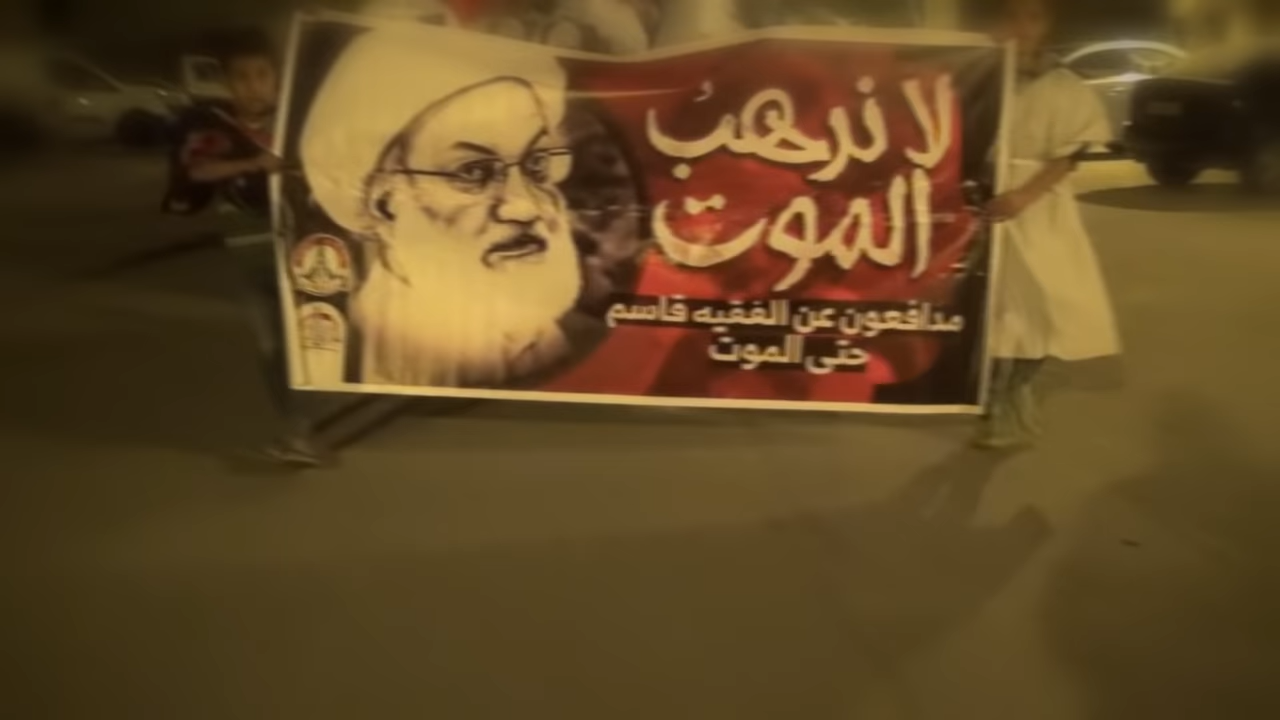 لا نرهبُ
الموت
مدافعون عن الفقيه قاسم
حتى الموت